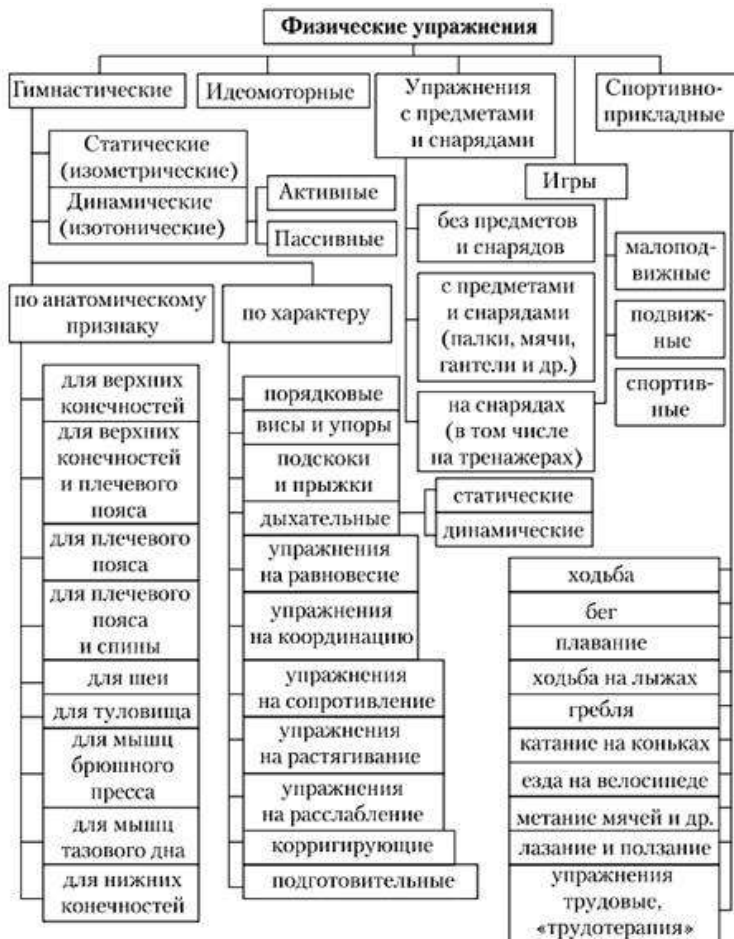 Физические упражнения
Гимнастические
Идеомоторные
Упражнения
с предметами
и снарядами
Спортивно-
прикладные
Статические
(изометрические)
Динамические
(изотонические)
Активные
Пассивные
Игры
без предметов
и снарядов
с предметами
и снарядами
(палки, мячи,
гантели и др.)
на снарядах
(в том числе
на тренажерах)
малопод-
вижные
подвиж-
ные
спортив-
ные
по анатомическому
признаку
по характеру
для верхних
конечностей
для верхних
конечностей
и плечевого
пояса
для плечевого
пояса
для плечевого
пояса
и спины
для шеи
для туловища
для мышц
брюшного
пресса
для мышц
тазового дна
для нижних
конечностей
порядковые
висы и упоры
подскоки
и прыжки
дыхательные
статические
динамические
упражнения
на равновесие
упражнения
на координацию
упражнения
на сопротивление
упражнения
на растягивание
упражнения
на расслабление
корригирующие
подготовительные
ходьба
бег
плавание
ходьба на лыжах
гребля
катание на коньках
езда на велосипеде
метание мячей и др.
лазание и ползание
упражнения
трудовые,
«трудотерапия»